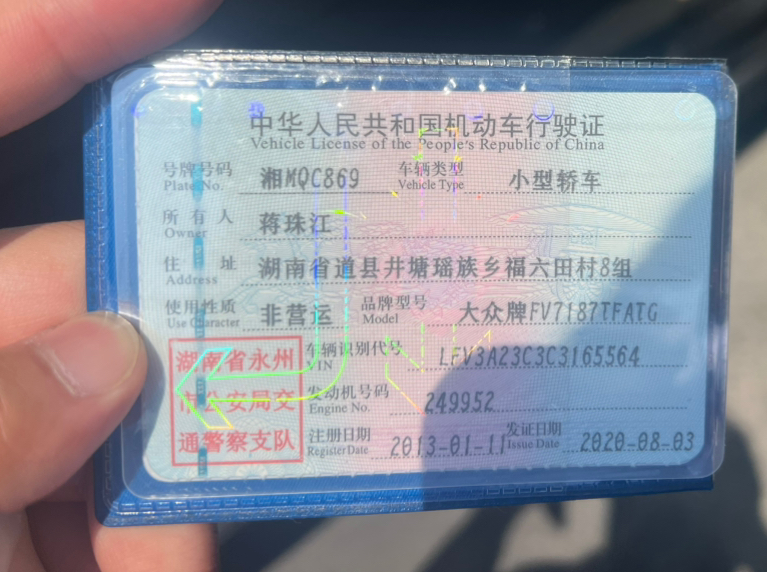 中华人民共和国机动车行驶证
Vehicle License of the People's Republic of China
号牌号码 湘MQC869 车辆类型 小型轿车
Plate No. Vehicle Type
所有人 蒋珠江
Owner
住址 湖南省道县井塘瑶族乡福六田村8组
Address
使用性质 非营运 品牌型号 大众牌FV7187TFATG
Use Character Model
湖南省永州
市公安局交
通警察支队
车辆识别代号 LFV3A23C3C3165564
VIN
发动机号码 249952
Engine No.
注册日期 2013-01-11 发证日期 2020-08-03
Register Date Issue Date